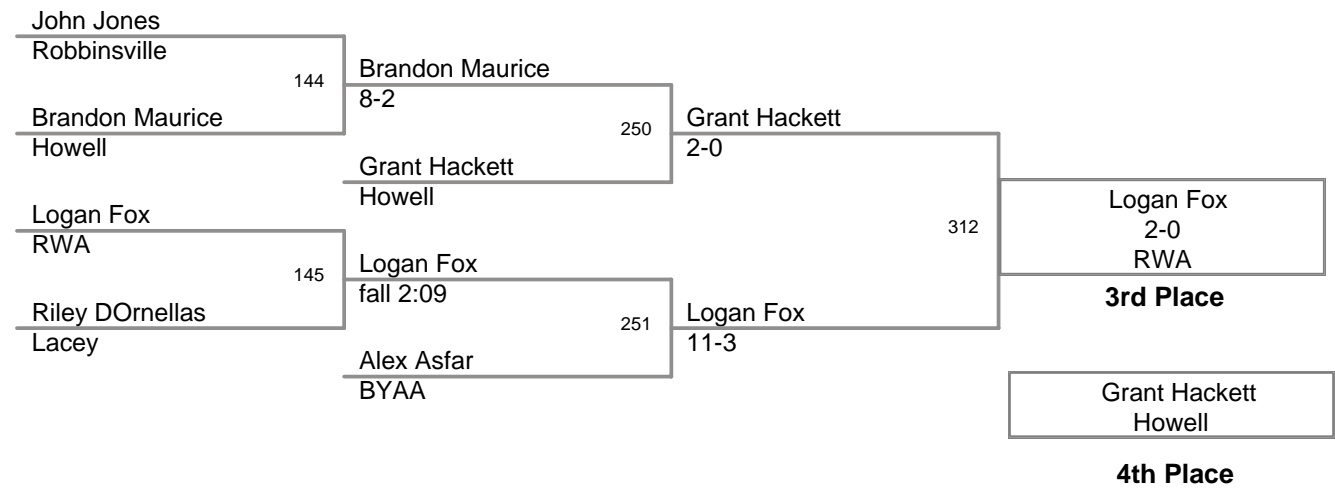 John Jones
Robbinsville
144
Brandon Maurice
8-2
Brandon Maurice
Howell
250
Grant Hackett
2-0
Grant Hackett
Howell
Logan Fox
RWA
312
Logan Fox
2-0
RWA
3rd Place
145
Logan Fox
fall 2:09
Riley DOrnellas
Lacey
251
Logan Fox
11-3
Alex Asfar
BYAA
Grant Hackett
Howell
4th Place